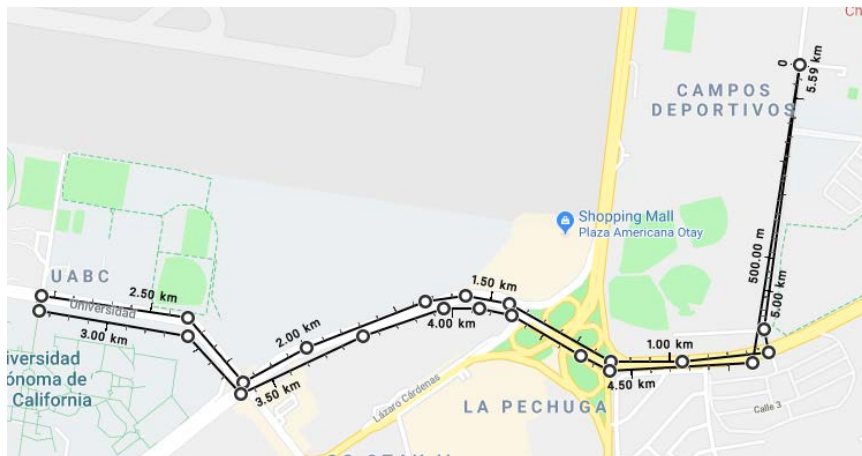 Ch
0
5.59 km
CAMPOS
DEPORTIVOS
Shopping Mall
Plaza Americana Otay
500.00 m
5.00 km
UABC
2.50 km
1.50 km
Universidad
3.00 km
2.00 km
4.00 km
1.00 km
iversidad
ónoma de
California
3.50 km
Lázaro Cárdenas
4.50 km
LA PECHUGA
Calle 3